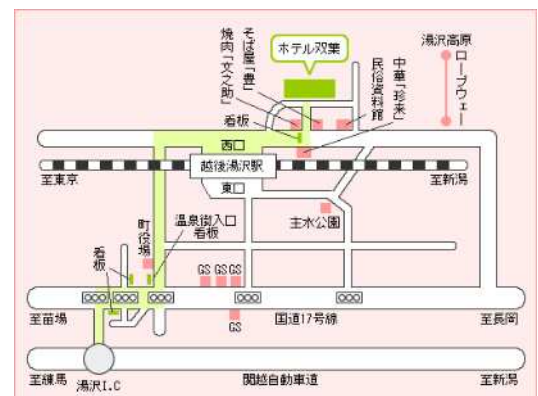 ホテル双葉
湯沢高原
ロープウェー
焼肉「文之助」
そば屋「豊」
中華「珍来」
民俗資料館
看板
西口
越後湯沢駅
東口
至東京
至新潟
町役場
温泉街入口
看板
主水公園
看板
GS GS GS
GS
至苗場
国道17号線
至長岡
至練馬
湯沢I.C
関越自動車道
至新潟